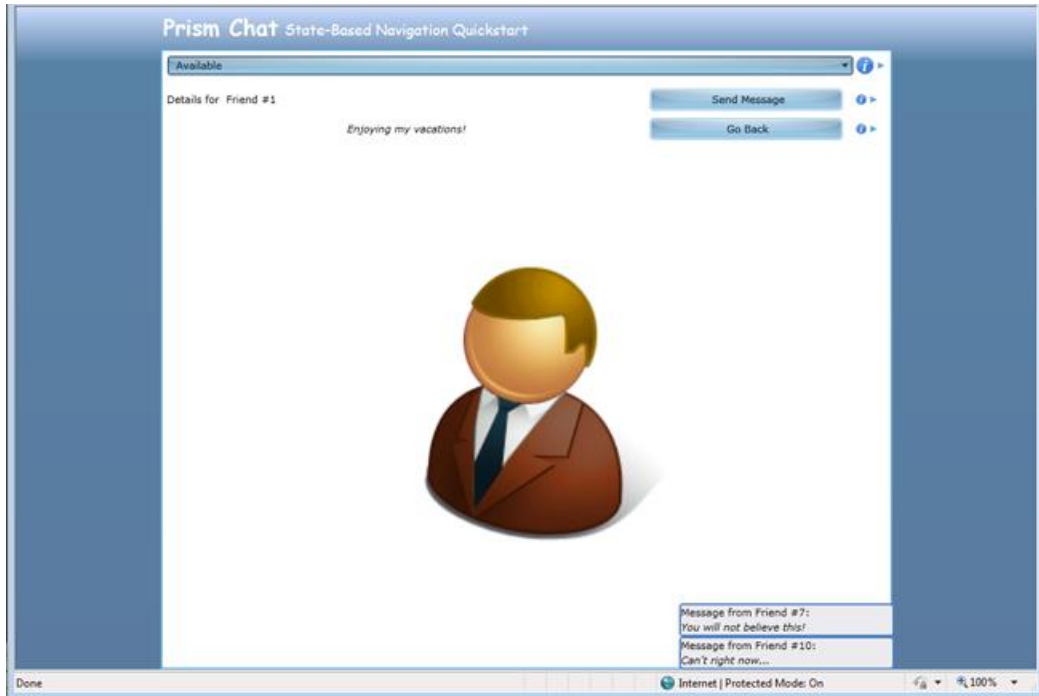 Prism Chat State-Based Navigation Quickstart
Available
Details for Friend #1
Send Message
Enjoying my vacations!
Go Back
Message from Friend #7:
You will not believe this!
Message from Friend #10:
Can't right now...
Done
Internet | Protected Mode: On
100%